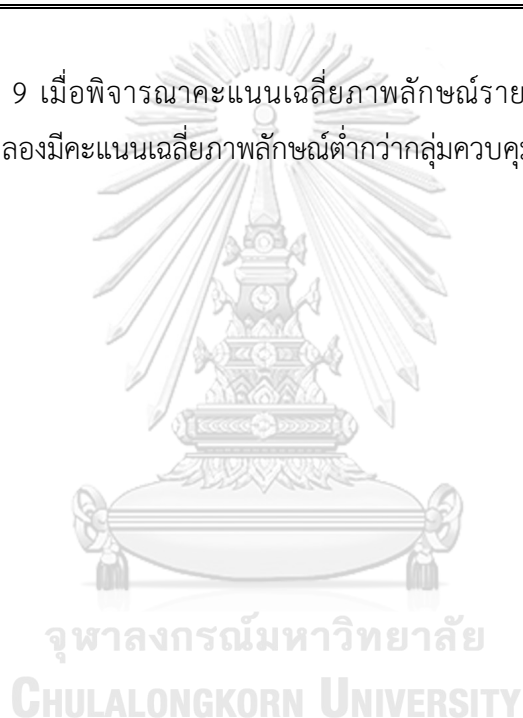 9 เมื่อพิจารณาคะแนนเฉลี่ยภาพลักษณ์ราย
ลองมีคะแนนเฉลี่ยภาพลักษณ์ต่ำกว่ากลุ่มควบคุม
จุฬาลงกรณ์มหาวิทยาลัย
CHULALONGKORN UNIVERSITY